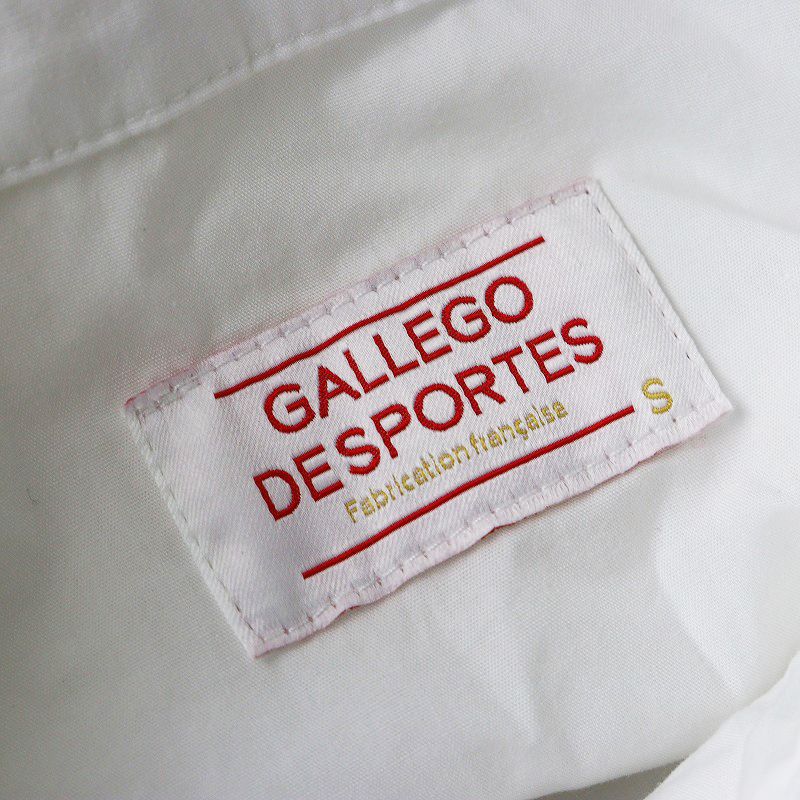 GALLEGO
DESPORTES
Fabrication française
S